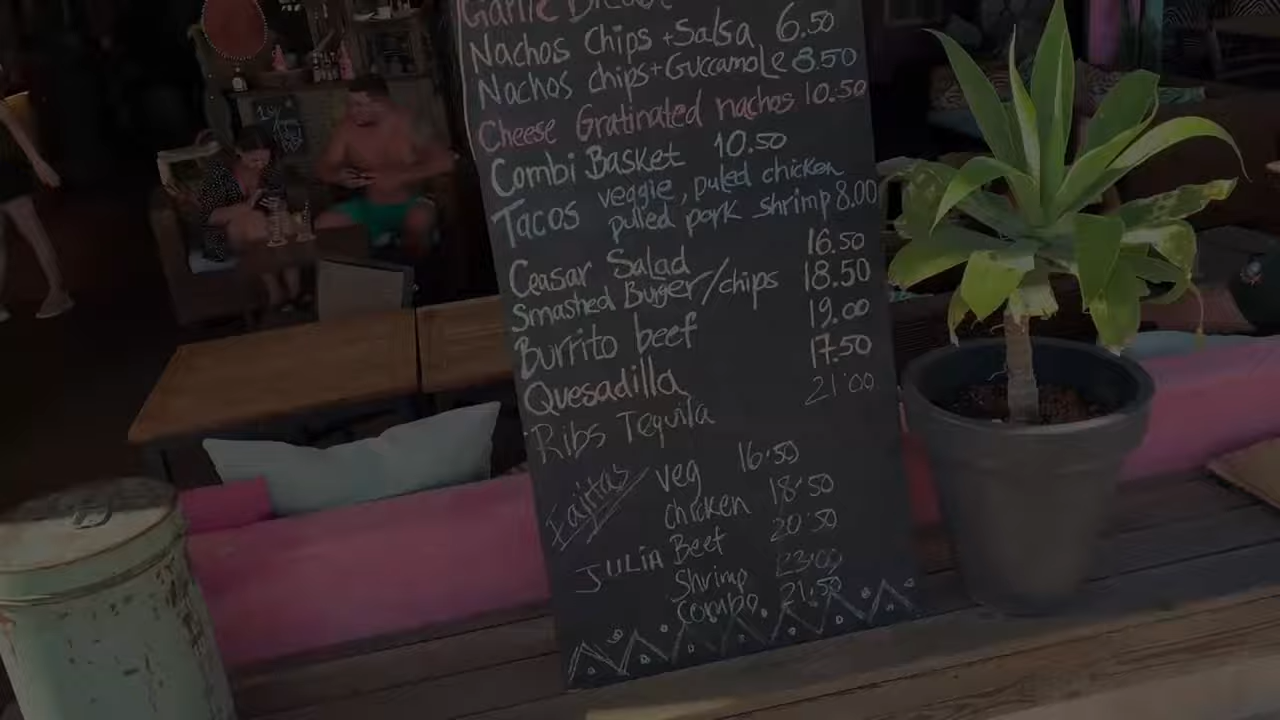 Garlic Bread
Nachos Chips + Salsa 6.50
Nachos chips + Guccamole 8.50
Cheese Gratinated nachos 10.50
Combi Basket 10.50
Tacos veggie, puled chicken
pulled pork shrimp 8.00
Ceasar Salad 16.50
Smashed Burger/chips 18.50
Burrito beef 19.00
Quesadilla 17.50
Ribs Tequila 21.00
Fajitas veg 16.50
chicken 18.50
JULIA Beef 20.50
Shrimp 23.00
combo. 21.50